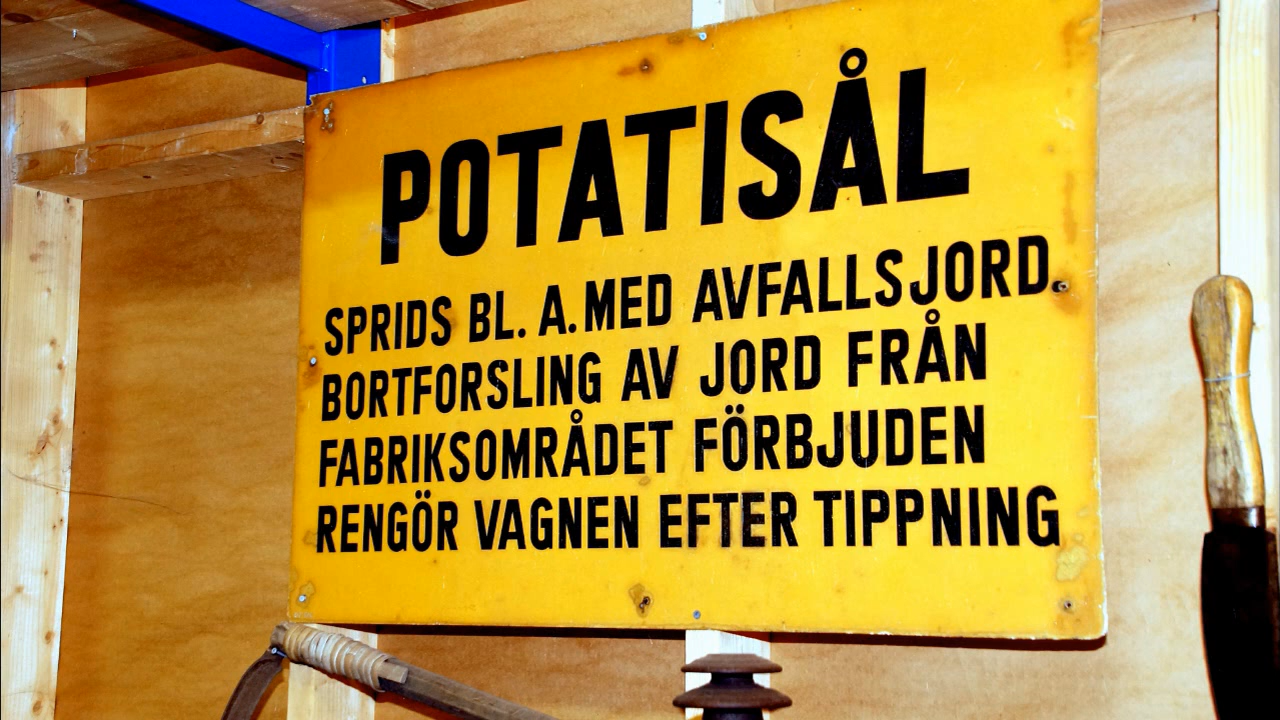 POTATISÅL
SPRIDS BL. A. MED AVFALLSJORD.
BORTFORSLING AV JORD FRÅN
FABRIKSOMRÅDET FÖRBJUDEN
RENGÖR VAGNEN EFTER TIPPNING